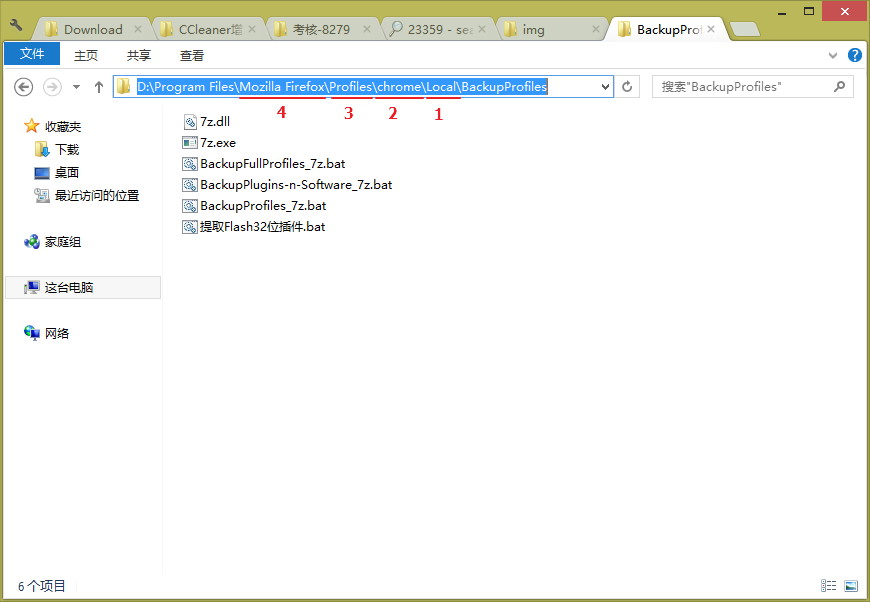 Download
CCleaner增
考核-8279
23359 - sea
img
BackupProf
文件
主页
共享
查看
D:\Program Files\Mozilla Firefox\Profiles\chrome\Local\BackupProfiles
搜索"BackupProfiles"
4 3 2 1
收藏夹
下载
桌面
最近访问的位置
家庭组
这台电脑
网络
7z.dll
7z.exe
BackupFullProfiles_7z.bat
BackupPlugins-n-Software_7z.bat
BackupProfiles_7z.bat
提取Flash32位插件.bat
6 个项目